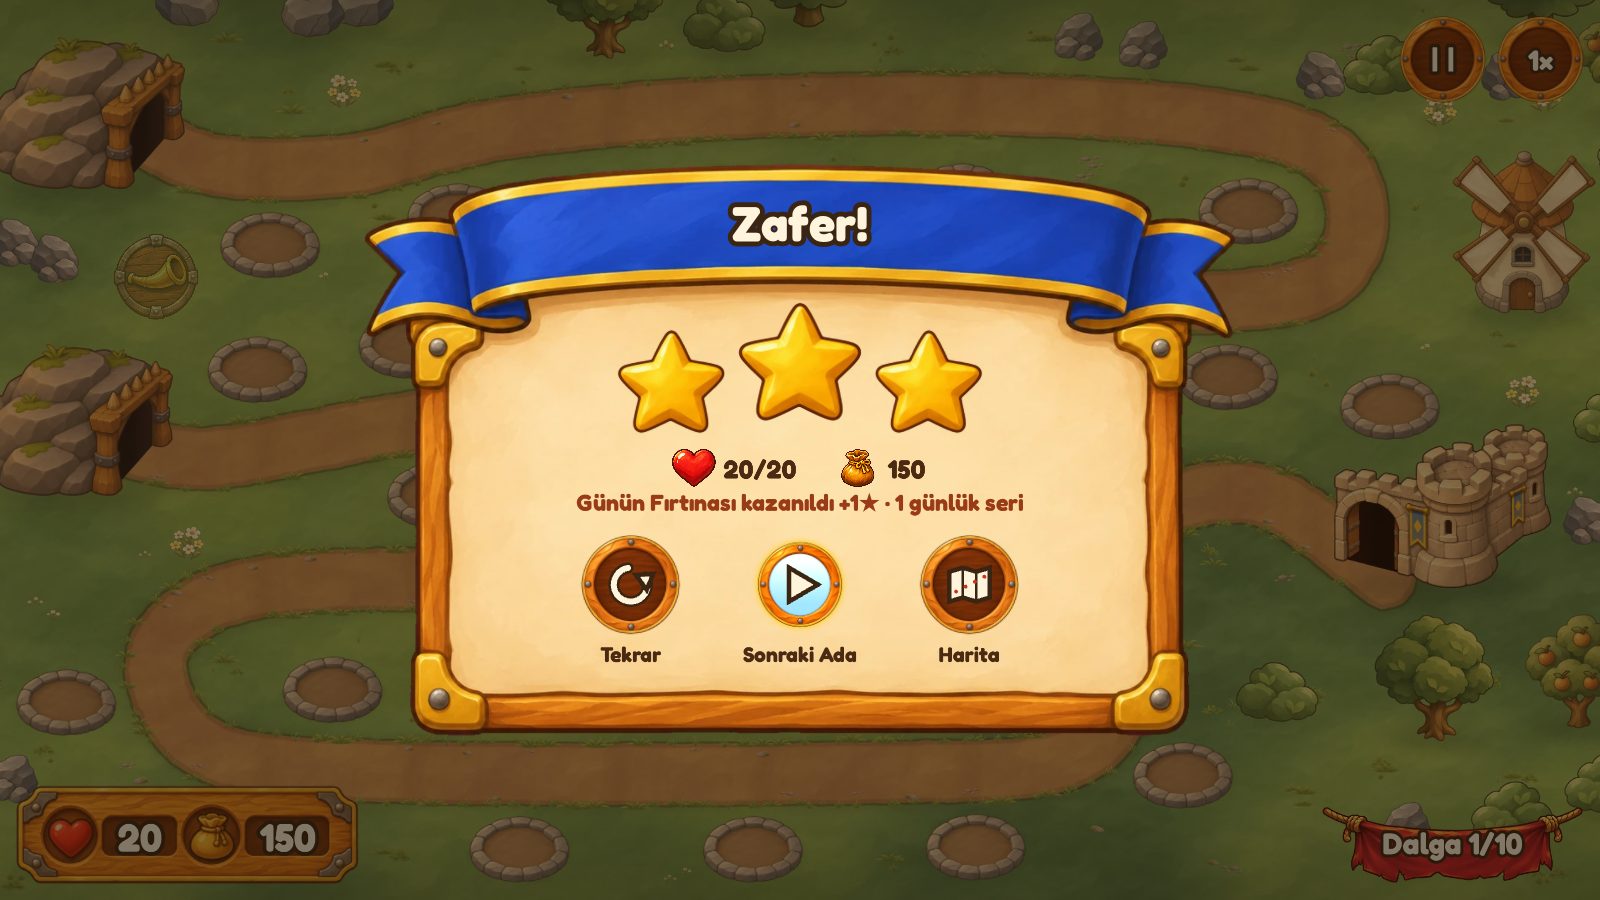 1x
Zafer!
20/20
150
Günün Fırtınası kazanıldı +1★ · 1 günlük seri
Tekrar
Sonraki Ada
Harita
20
150
Dalga 1/10